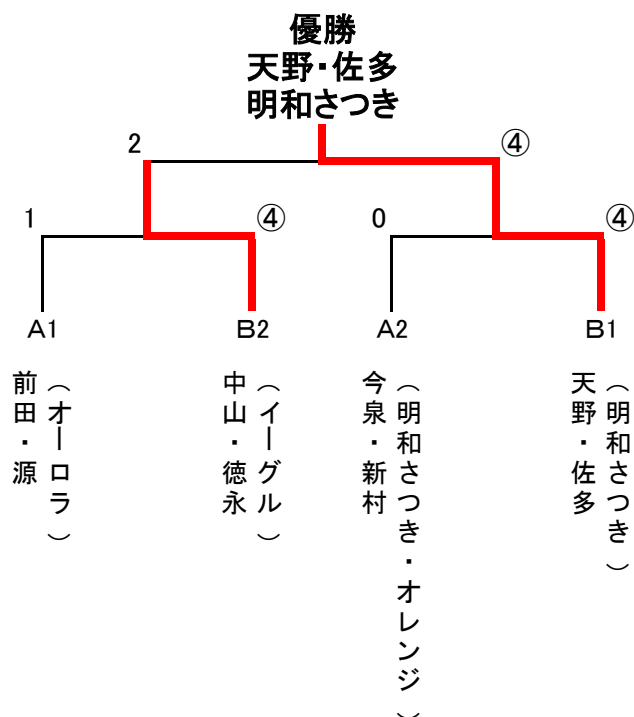 優勝
天野・佐多
明和さつき
2
④
1
④
0
④
A1
B2
A2
B1
前田・源
（オーロラ）
中山・徳永
（イーグル）
今泉・新村
（明和さつき・オレンジ）
天野・佐多
（明和さつき）